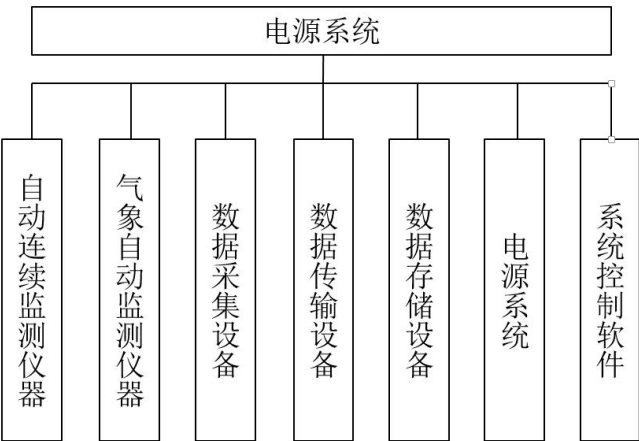 电源系统
自动连续监测仪器
气象自动监测仪器
数据采集设备
数据传输设备
数据存储设备
电源系统
系统控制软件